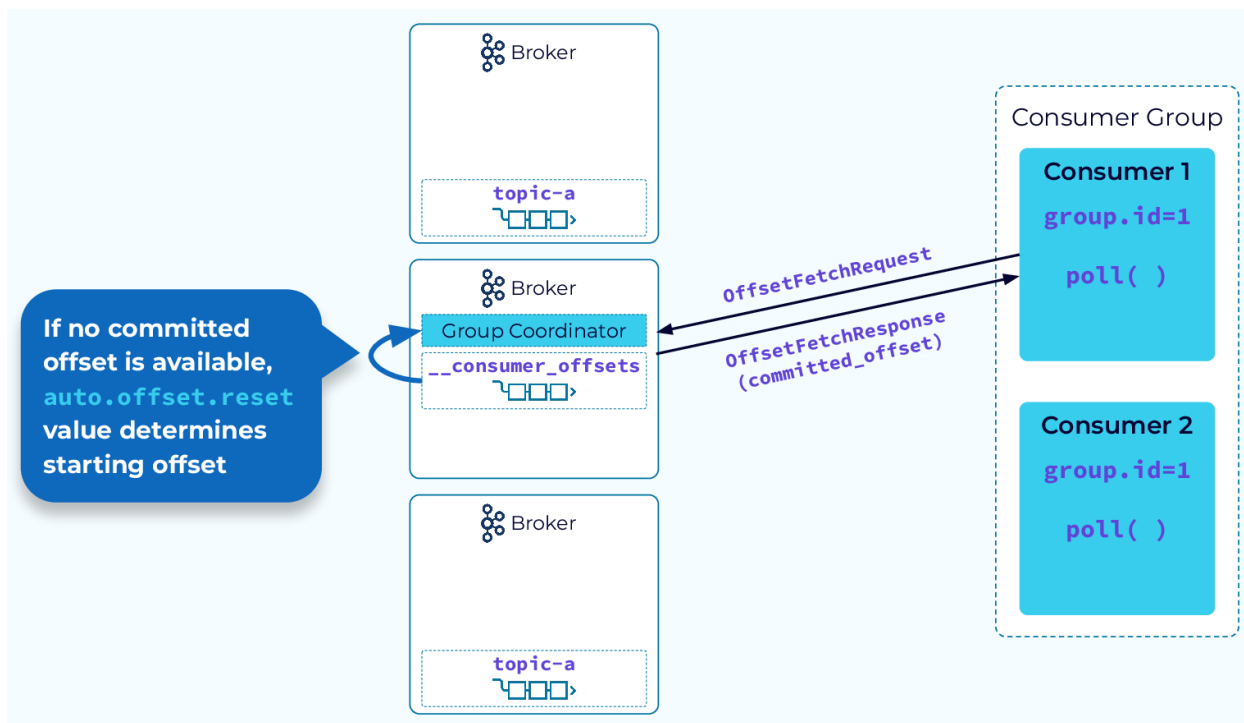 Broker
topic-a
Broker
Group Coordinator
__consumer_offsets
Broker
topic-a
If no committed
offset is available,
auto.offset.reset
value determines
starting offset
OffsetFetchRequest
OffsetFetchResponse
(committed_offset)
Consumer Group
Consumer 1
group.id=1
poll( )
Consumer 2
group.id=1
poll( )